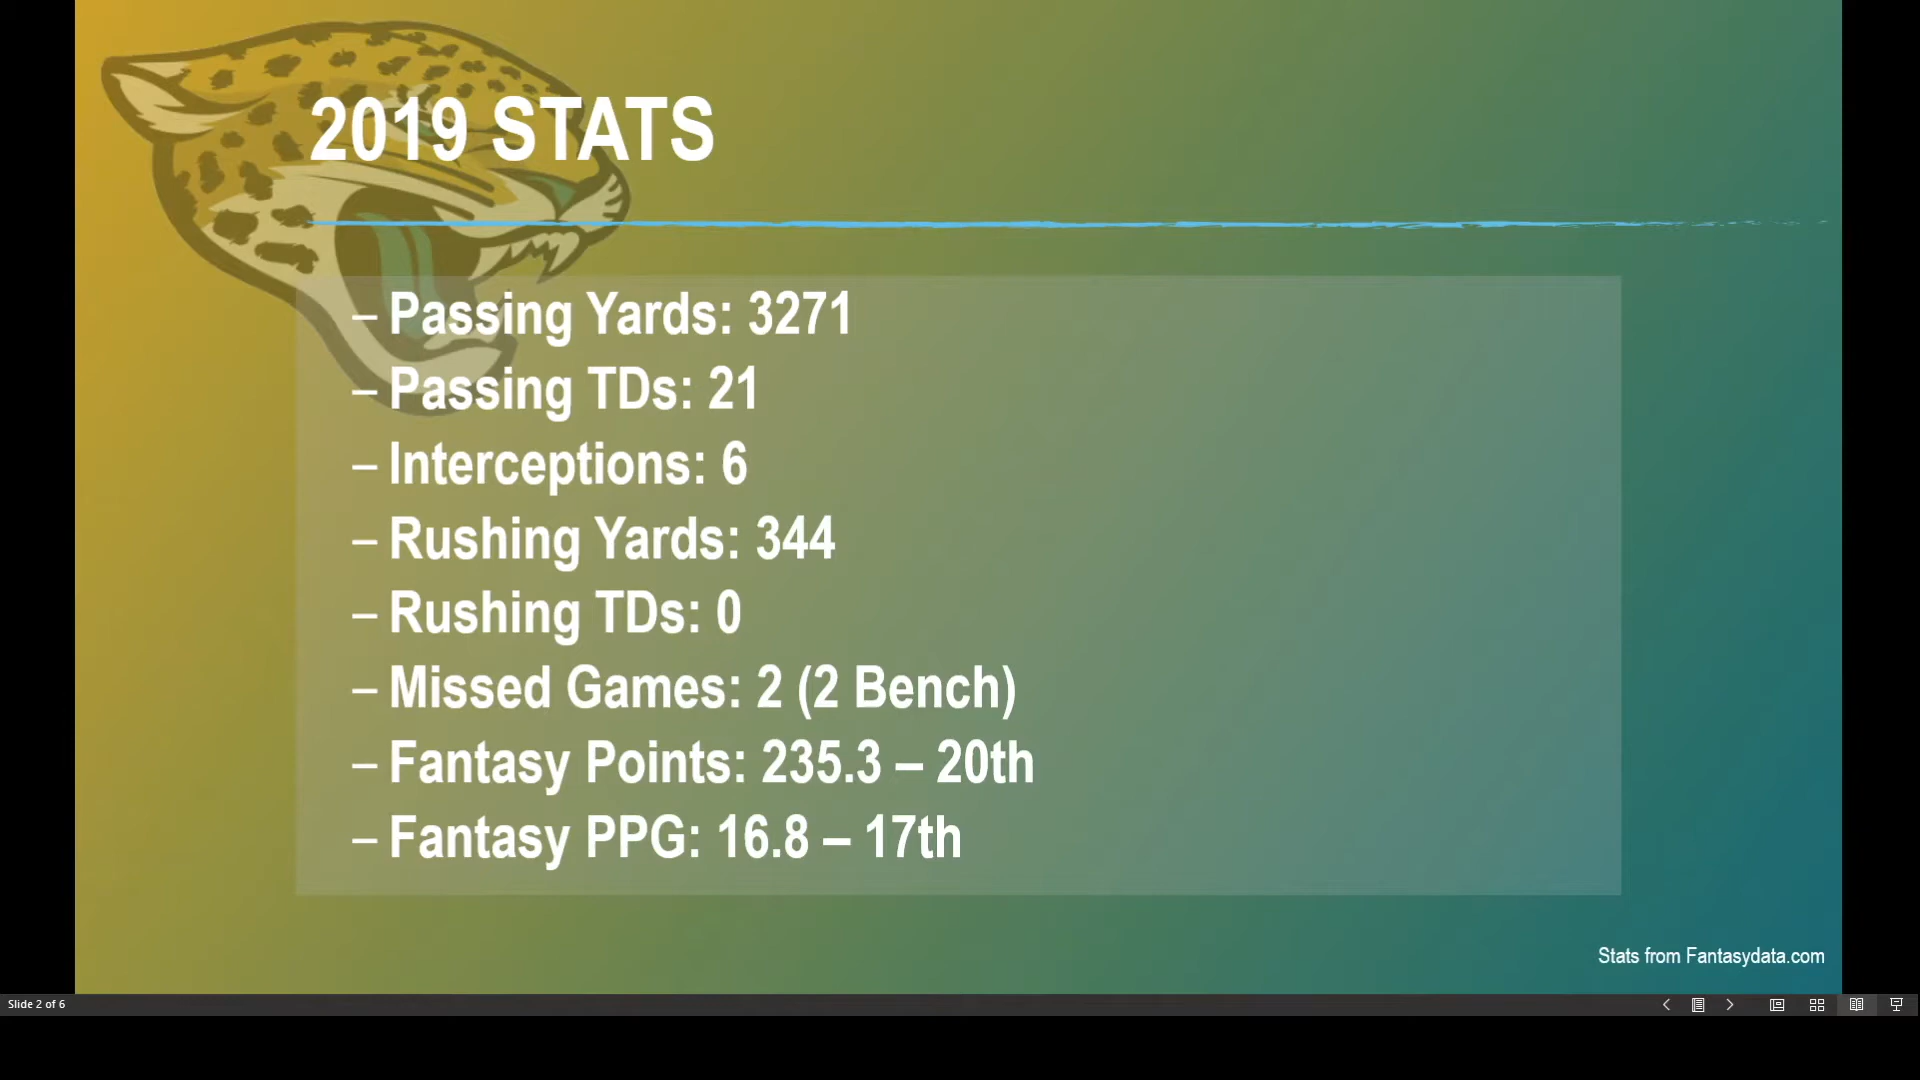 2019 STATS
– Passing Yards: 3271
– Passing TDs: 21
– Interceptions: 6
– Rushing Yards: 344
– Rushing TDs: 0
– Missed Games: 2 (2 Bench)
– Fantasy Points: 235.3 – 20th
– Fantasy PPG: 16.8 – 17th
Stats from Fantasydata.com
Slide 2 of 6